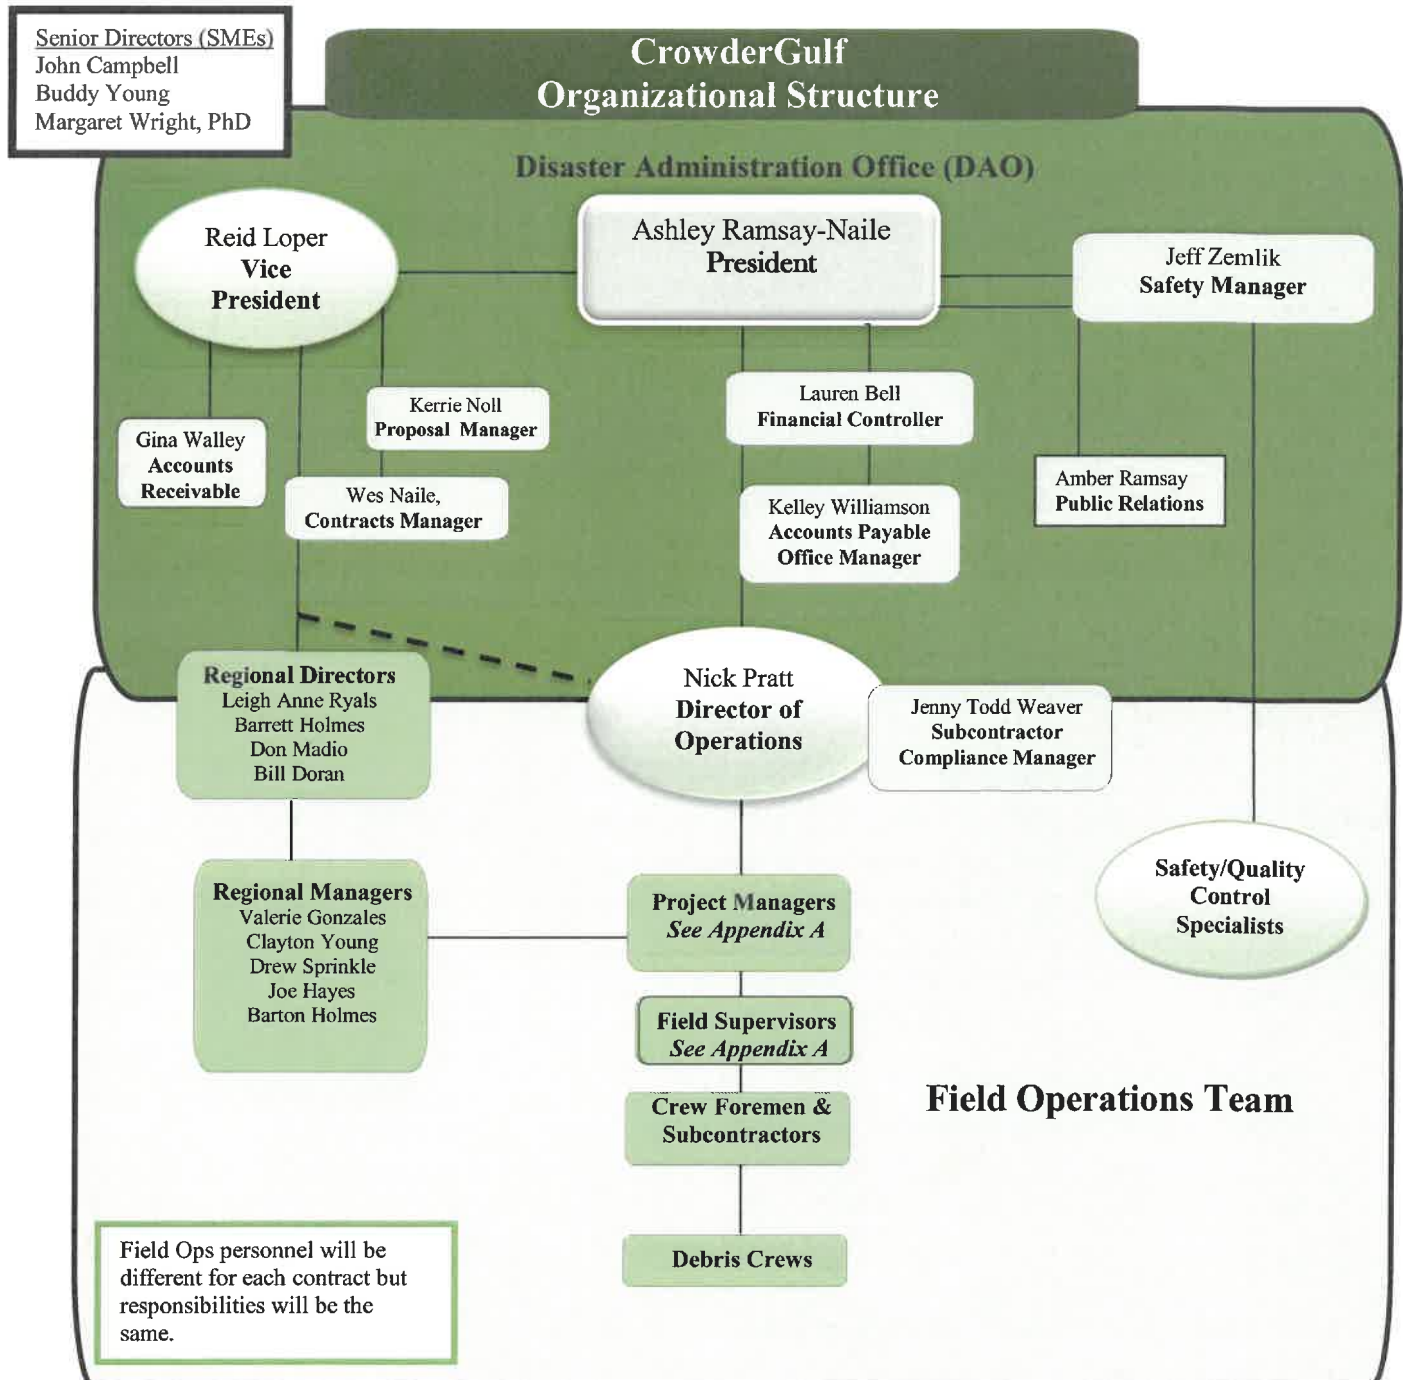 Senior Directors (SMEs)
John Campbell
Buddy Young
Margaret Wright, PhD
CrowderGulf
Organizational Structure
Disaster Administration Office (DAO)
Reid Loper
Vice
President
Ashley Ramsay-Naile
President
Jeff Zemlik
Safety Manager
Gina Walley
Accounts
Receivable
Kerrie Noll
Proposal Manager
Wes Naile,
Contracts Manager
Lauren Bell
Financial Controller
Kelley Williamson
Accounts Payable
Office Manager
Amber Ramsay
Public Relations
Regional Directors
Leigh Anne Ryals
Barrett Holmes
Don Madio
Bill Doran
Nick Pratt
Director of
Operations
Jenny Todd Weaver
Subcontractor
Compliance Manager
Regional Managers
Valerie Gonzales
Clayton Young
Drew Sprinkle
Joe Hayes
Barton Holmes
Project Managers
See Appendix A
Safety/Quality
Control
Specialists
Field Supervisors
See Appendix A
Crew Foremen &
Subcontractors
Field Operations Team
Debris Crews
Field Ops personnel will be
different for each contract but
responsibilities will be the
same.